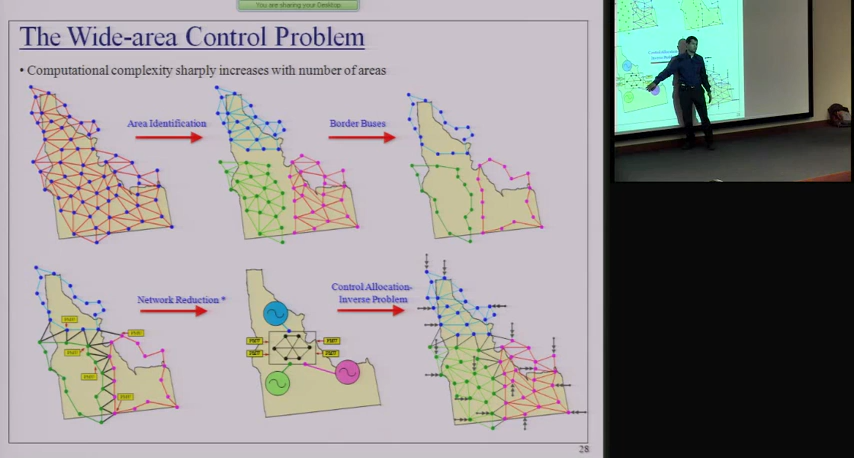 You are sharing your Desktop
The Wide-area Control Problem
• Computational complexity sharply increases with number of areas
Area Identification
Border Buses
Network Reduction *
Control Allocation-
Inverse Problem
PMU
PMU
PMU
PMU
PMU
PMU
PMU
PMU
PMU
28